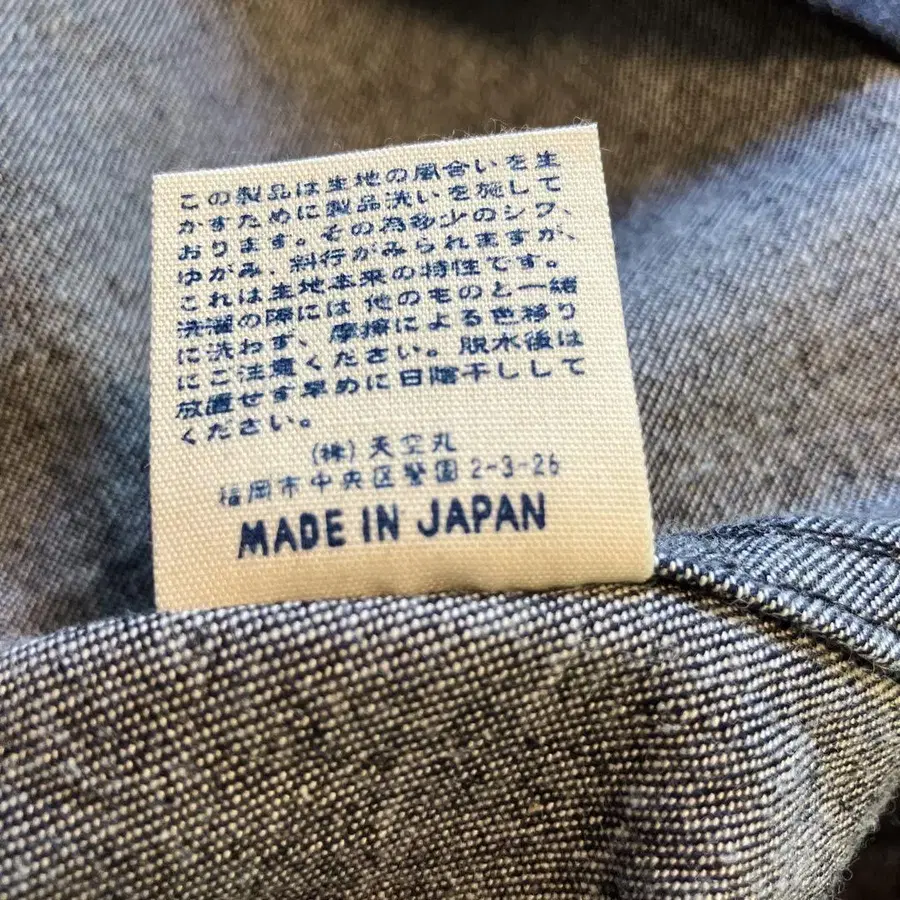 この製品は生地の風合いを生
かすために製品洗いを施して
おります。その為多少のシワ、
ゆがみ、斜行がみられますが、
これは生地本来の特性です。
洗濯の際には他のものと一緒
に洗わず、摩擦による色移り
にご注意ください。脱水後は
放置せず早めに日陰干しして
ください。
(株)天空丸
福岡市中央区警固2-3-26
MADE IN JAPAN